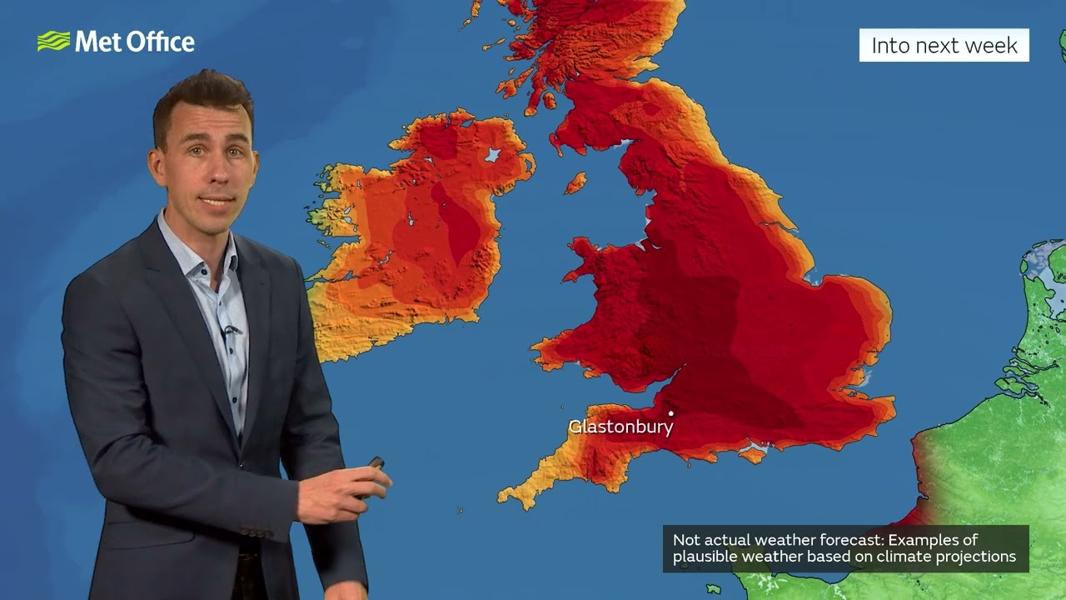 Met Office
Into next week
Glastonbury
Not actual weather forecast: Examples of
plausible weather based on climate projections